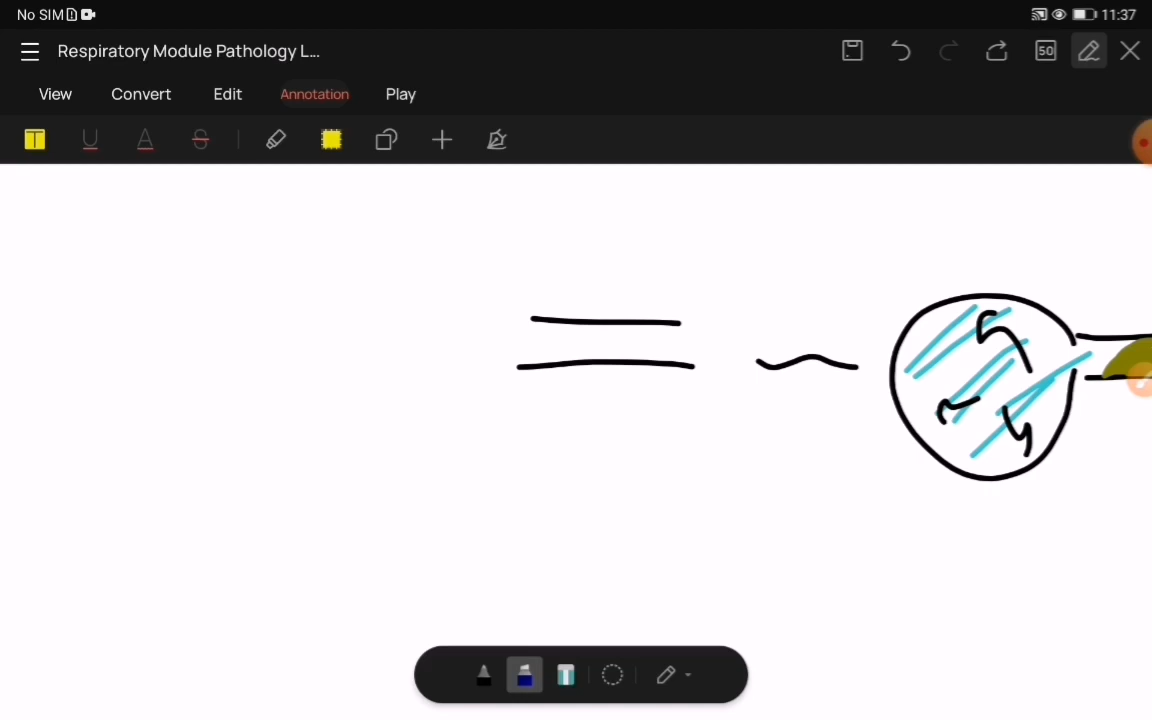 No SIM 11:37
Respiratory Module Pathology L... 50
View Convert Edit Annotation Play
T U A S